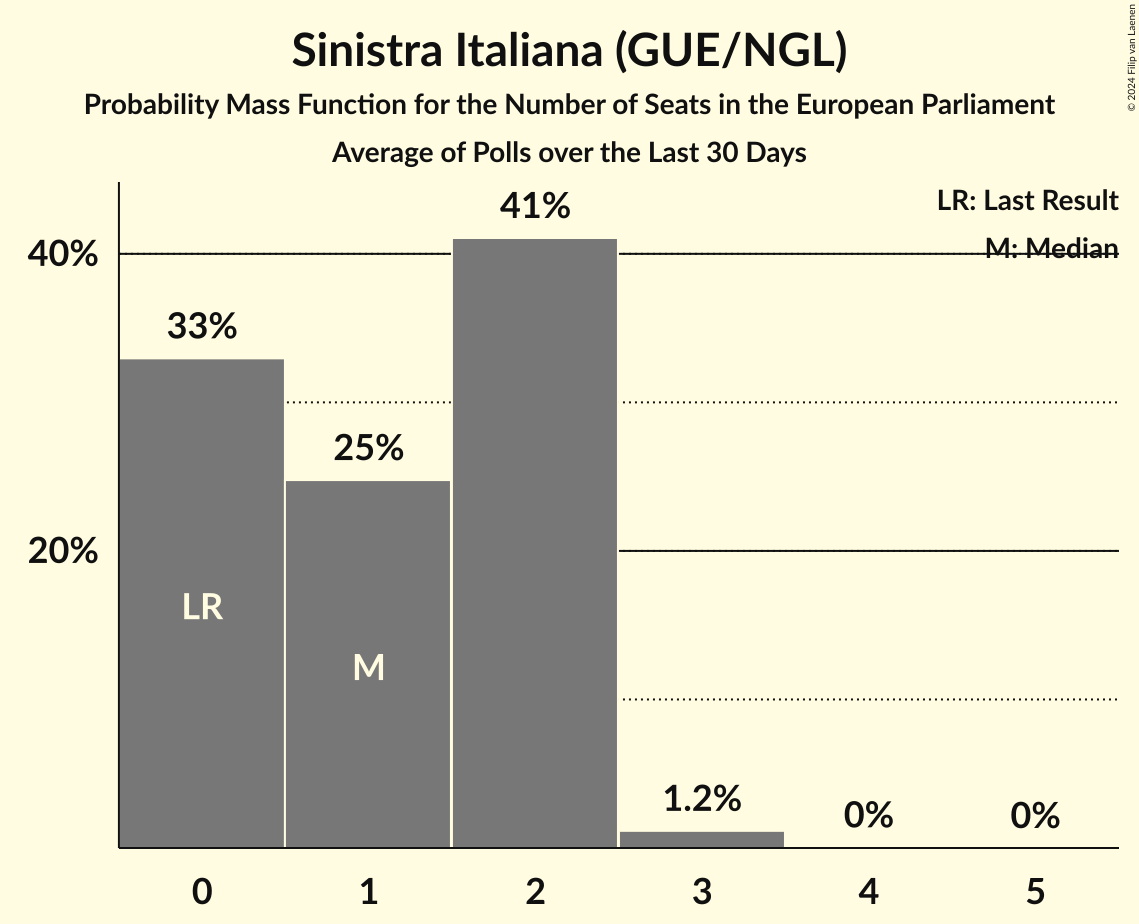 Sinistra Italiana (GUE/NGL)
Probability Mass Function for the Number of Seats in the European Parliament
Average of Polls over the Last 30 Days
© 2024 Filip van Laenen
LR: Last Result
M: Median
41%
40%
33%
25%
20%
LR
M
1.2%
0%
0%
0 1 2 3 4 5